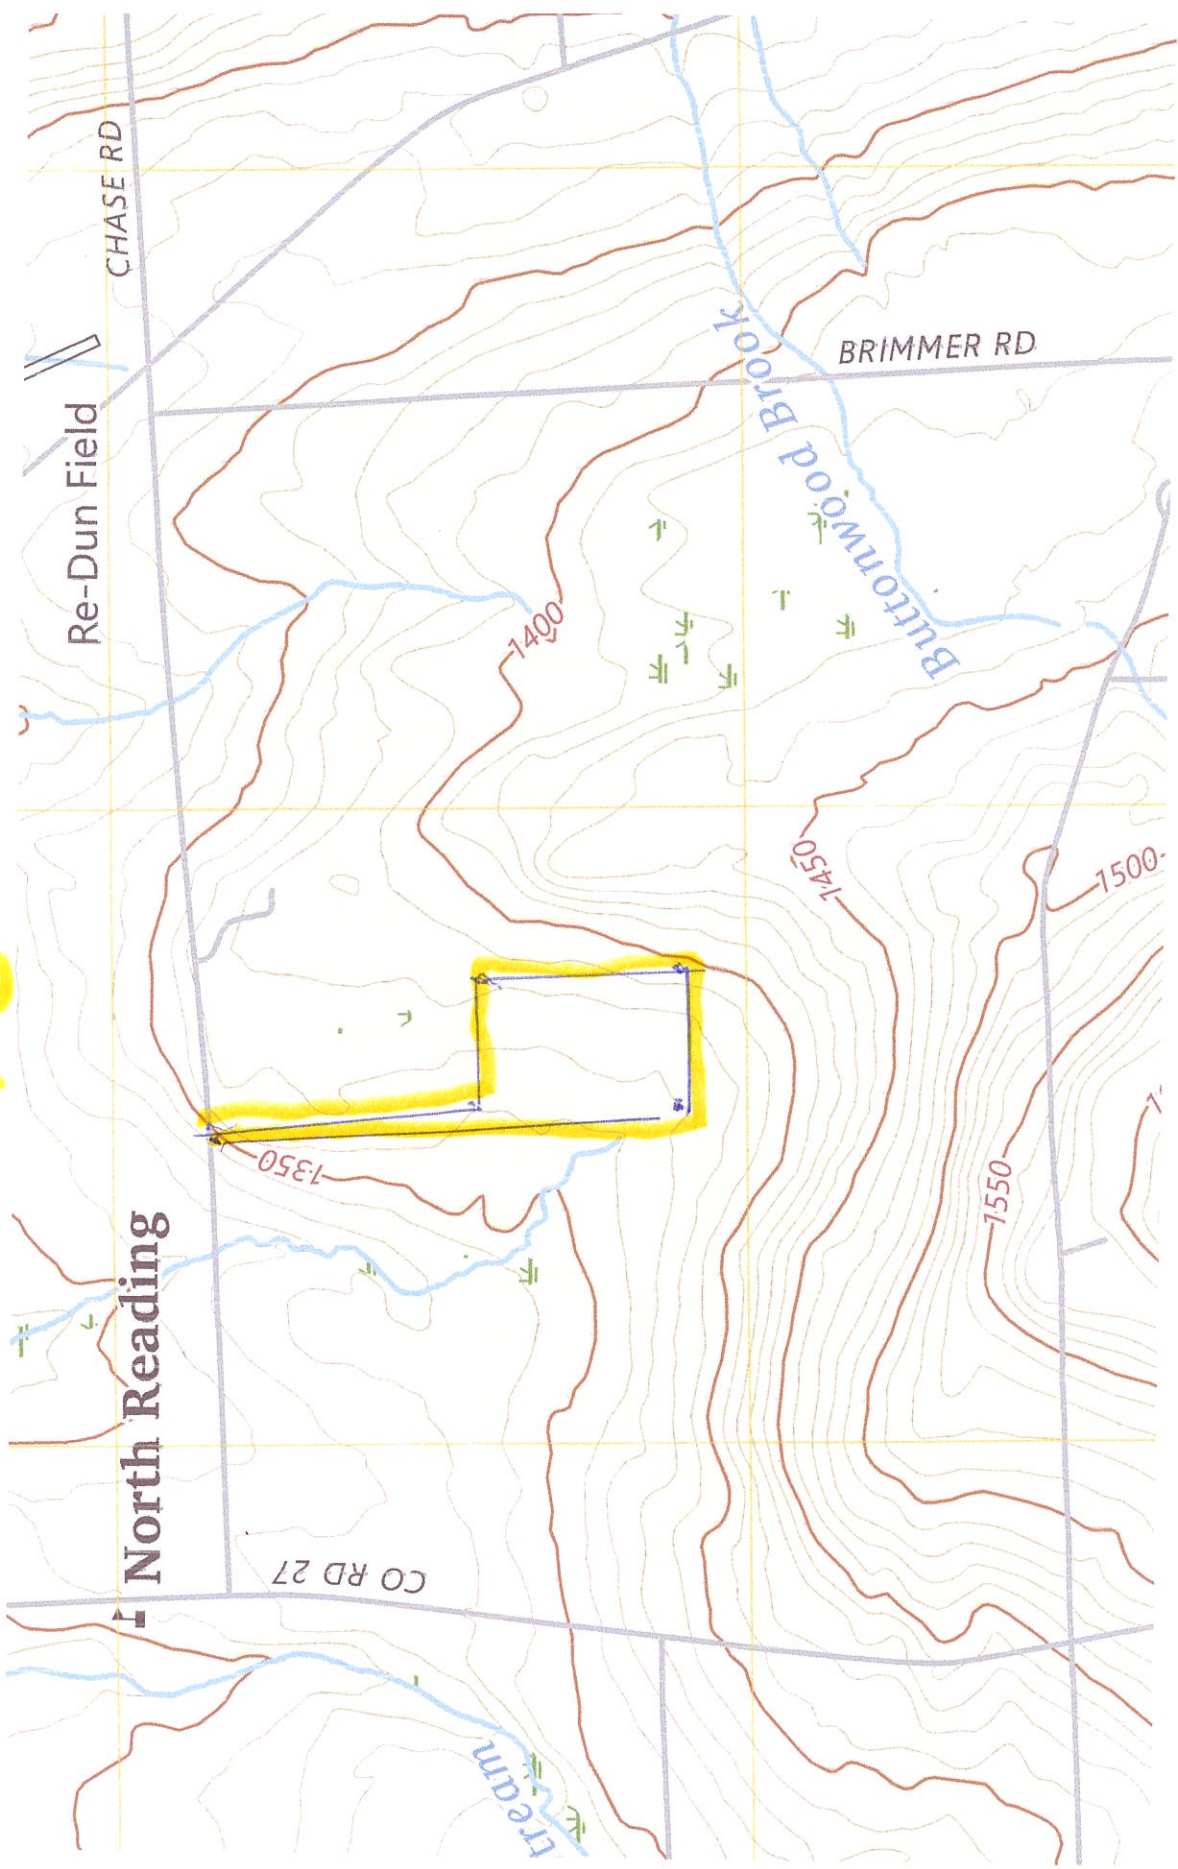 CHASE RD
Re-Dun Field
BRIMMER RD
Buttonwood Brook
1400
1450
1500
1350
1550
North Reading
CO RD 27
tream